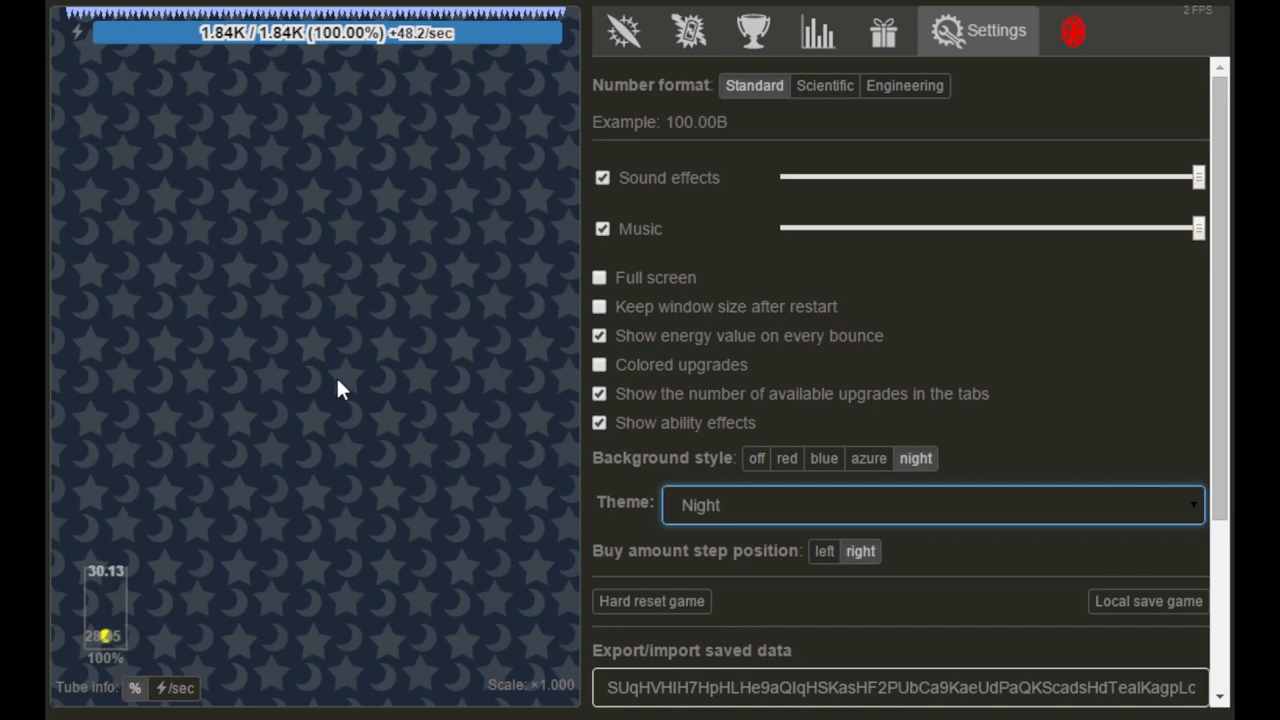 1.84K / 1.84K (100.00%) +48.2/sec
Settings
2 FPS
Number format: Standard Scientific Engineering
Example: 100.00B
Sound effects
Music
Full screen
Keep window size after restart
Show energy value on every bounce
Colored upgrades
Show the number of available upgrades in the tabs
Show ability effects
Background style: off red blue azure night
Theme: Night
Buy amount step position: left right
Hard reset game Local save game
Export/import saved data
30.13
100%
Tube info: % /sec
Scale: ×1.000